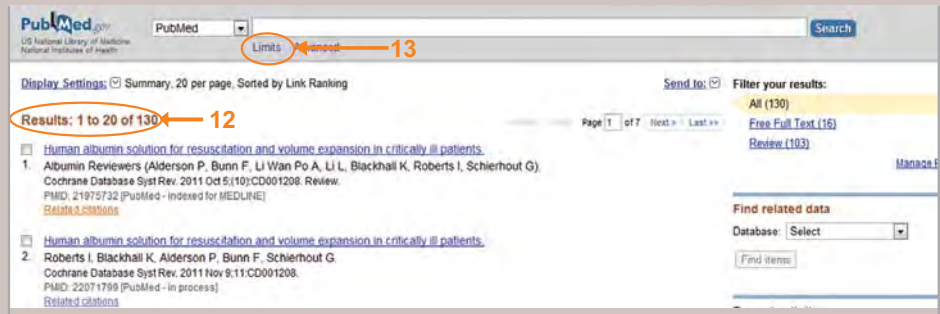 PubMed.gov PubMed Search
US National Library of Medicine
National Institutes of Health
Limits Advanced 13
Display Settings: Summary, 20 per page, Sorted by Link Ranking Send to: Filter your results:
All (130)
Results: 1 to 20 of 130 12 Page 1 of 7 Next > Last >> Free Full Text (16)
Review (103)
Manage F
Human albumin solution for resuscitation and volume expansion in critically ill patients.
1. Albumin Reviewers (Alderson P, Bunn F, Li Wan Po A, Li L, Blackhall K, Roberts I, Schierhout G).
Cochrane Database Syst Rev. 2011 Oct 5;(10):CD001208. Review.
PMID: 21975732 [PubMed - indexed for MEDLINE]
Related citations
Find related data
Database: Select
Find items
Human albumin solution for resuscitation and volume expansion in critically ill patients.
2. Roberts I, Blackhall K, Alderson P, Bunn F, Schierhout G.
Cochrane Database Syst Rev. 2011 Nov 9;11:CD001208.
PMID: 22071799 [PubMed - in process]
Related citations